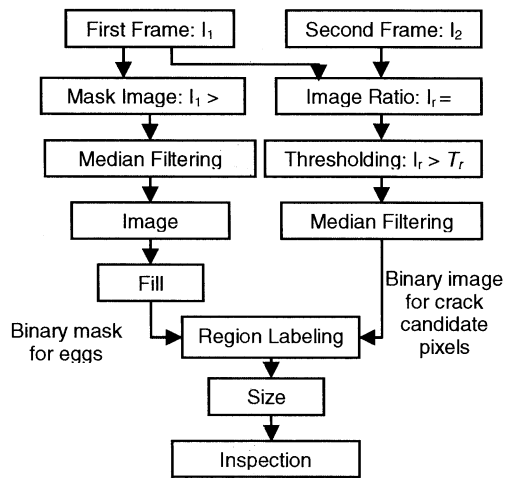 First Frame: I₁
Second Frame: I₂
Mask Image: I₁ >
Image Ratio: Iᵣ =
Median Filtering
Thresholding: Iᵣ > Tᵣ
Image
Median Filtering
Fill
Binary mask
for eggs
Binary image
for crack
candidate
pixels
Region Labeling
Size
Inspection